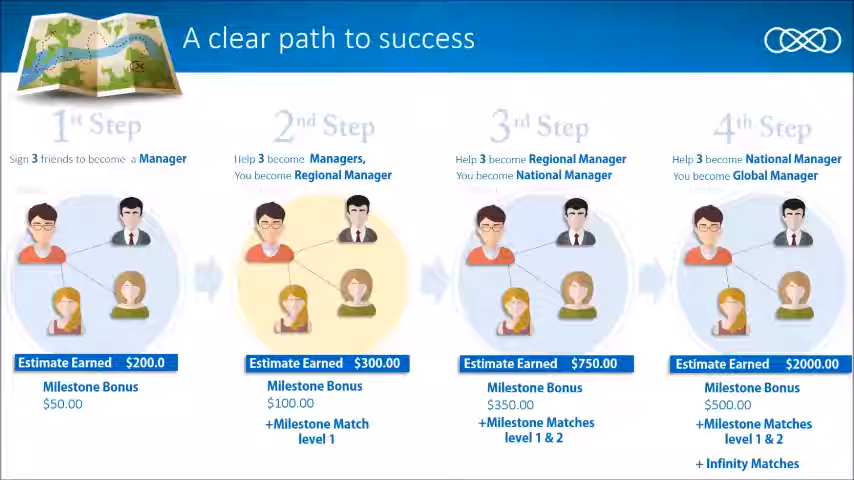 A clear path to success
1st Step
Sign 3 friends to become a Manager
Estimate Earned $200.0
Milestone Bonus
$50.00
2nd Step
Help 3 become Managers,
You become Regional Manager
Estimate Earned $300.00
Milestone Bonus
$100.00
+Milestone Match
level 1
3rd Step
Help 3 become Regional Manager
You become National Manager
Estimate Earned $750.00
Milestone Bonus
$350.00
+Milestone Matches
level 1 & 2
4th Step
Help 3 become National Manager
You become Global Manager
Estimate Earned $2000.00
Milestone Bonus
$500.00
+Milestone Matches
level 1 & 2
+ Infinity Matches